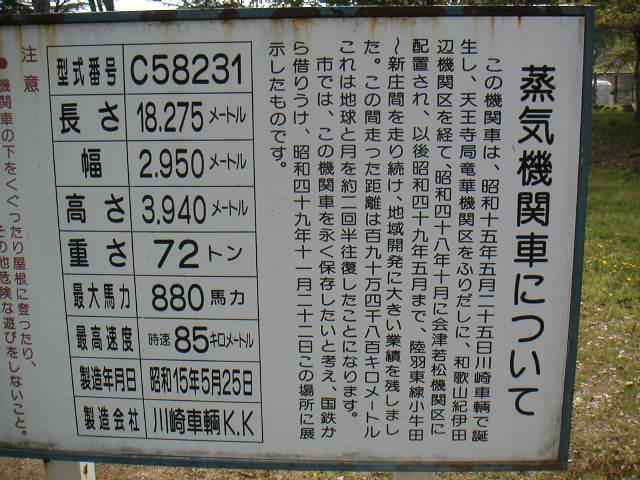 蒸気機関車について
この機関車は、昭和十五年五月二十五日川崎車輌で誕
生し、天王寺局竜華機関区をふりだしに、和歌山紀伊田
辺機関区を経て、昭和四十八年十月に会津若松機関区に
配置され、以後昭和四十九年五月まで、陸羽東線小牛田
〜新庄間を走り続け、地域開発に大きい業績を残しまし
た。この間走った距離は百九十万四千八百キロメートル
これは地球と月を約二回半往復したことになります。
市では、この機関車を永く保存したいと考え、国鉄か
ら借りうけ、昭和四十九年十一月二十二日この場所に展
示したものです。
型式番号 C58231
長さ 18.275メートル
幅 2.950メートル
高さ 3.940メートル
重さ 72トン
最大馬力 880馬力
最高速度 時速85キロメートル
製造年月日 昭和15年5月25日
製造会社 川崎車輌K.K
注意
●機関車の下をくぐったり屋根に登ったり、
その他危険な遊びをしないこと。